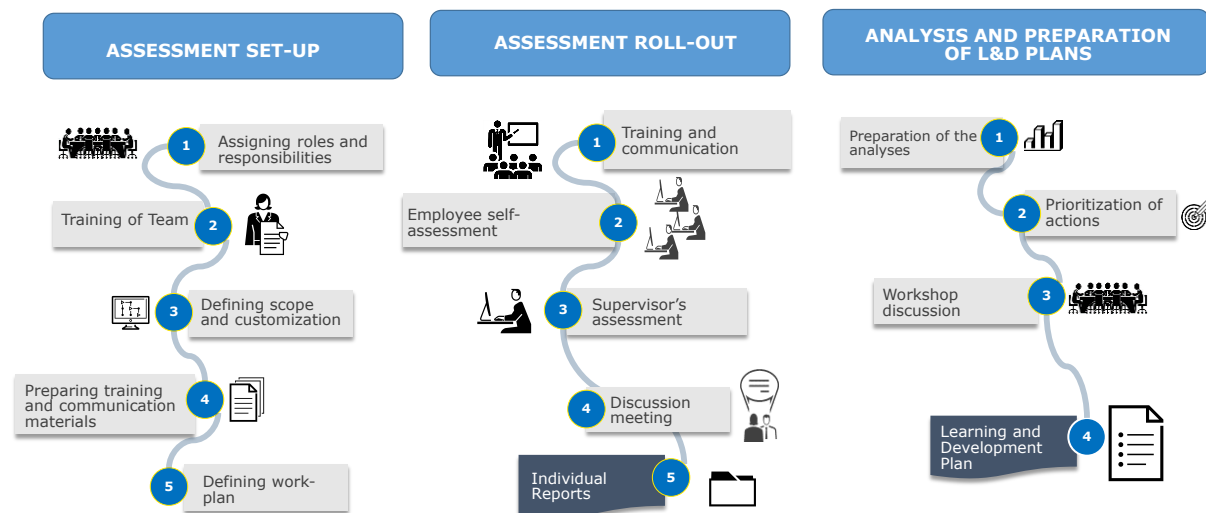 ASSESSMENT SET-UP
1
Assigning roles and
responsibilities
Training of Team
2
3
Defining scope
and customization
Preparing training
and communication
materials
4
5
Defining work-
plan
ASSESSMENT ROLL-OUT
1
Training and
communication
Employee self-
assessment
2
3
Supervisor's
assessment
4
Discussion
meeting
Individual
Reports
5
ANALYSIS AND PREPARATION
OF L&D PLANS
Preparation of the
analyses
1
2
Prioritization of
actions
Workshop
discussion
3
Learning and
Development
Plan
4